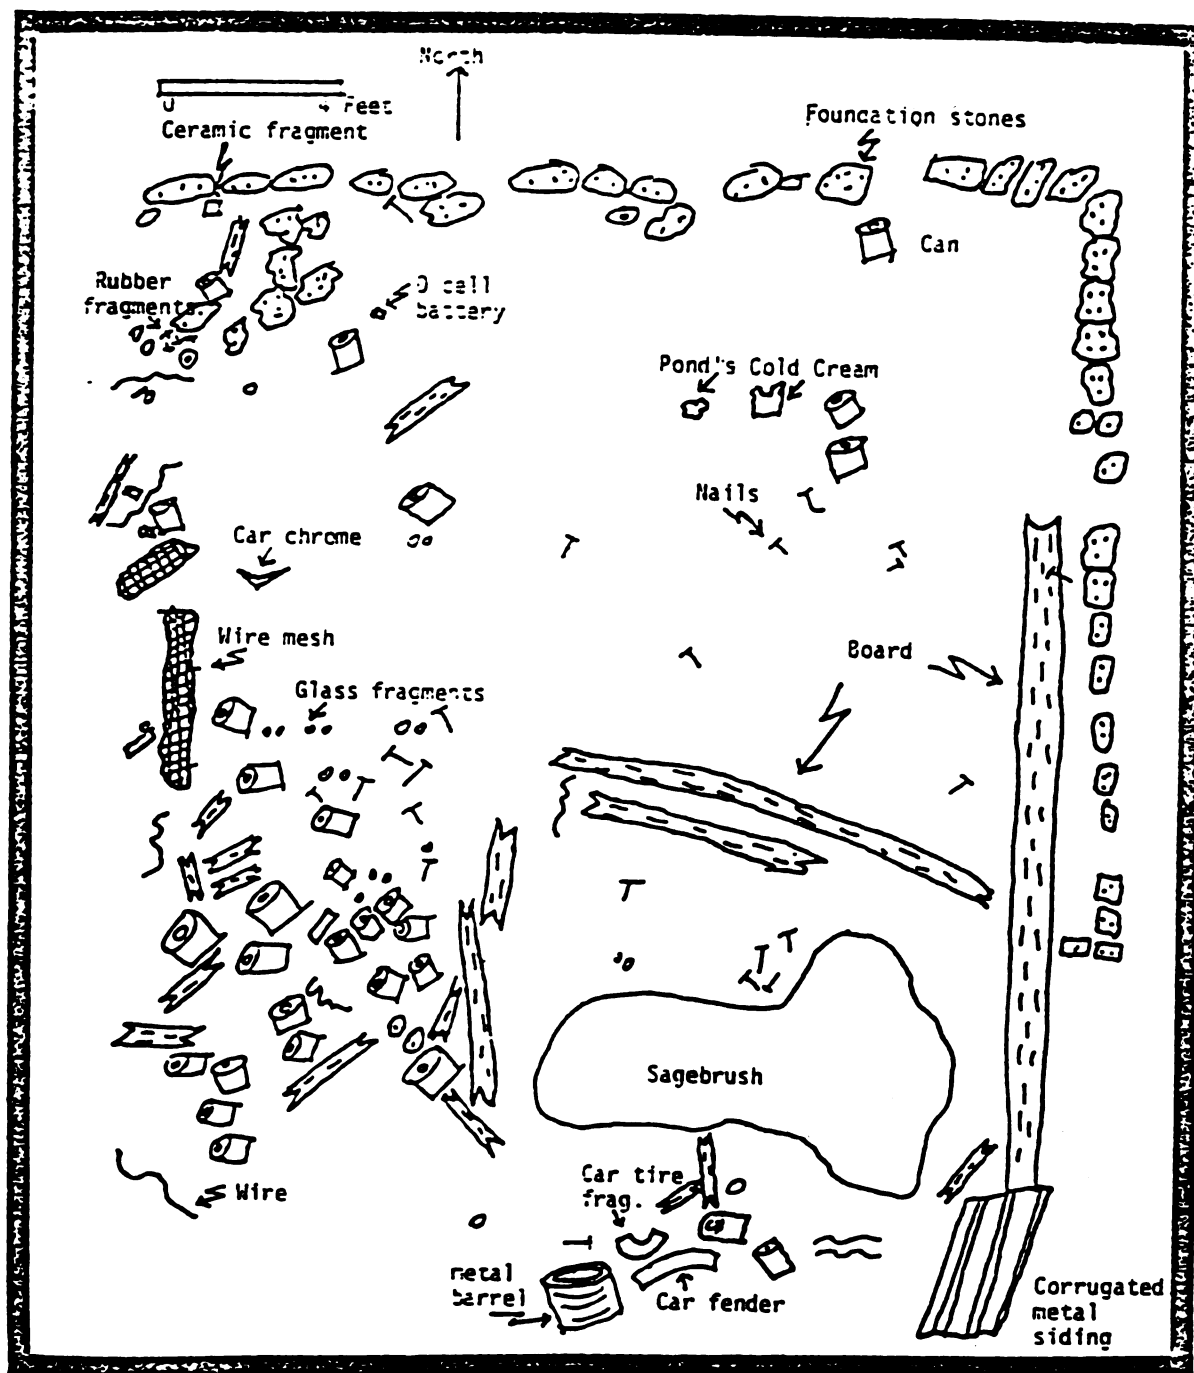 North
0 4 Feet
Ceramic fragment
Foundation stones
Can
Rubber
fragments
D cell
battery
Pond's Cold Cream
Nails
Car chrome
Wire mesh
Board
Glass fragments
Sagebrush
Car tire
frag.
Wire
metal
barrel
Car fender
Corrugated
metal
siding